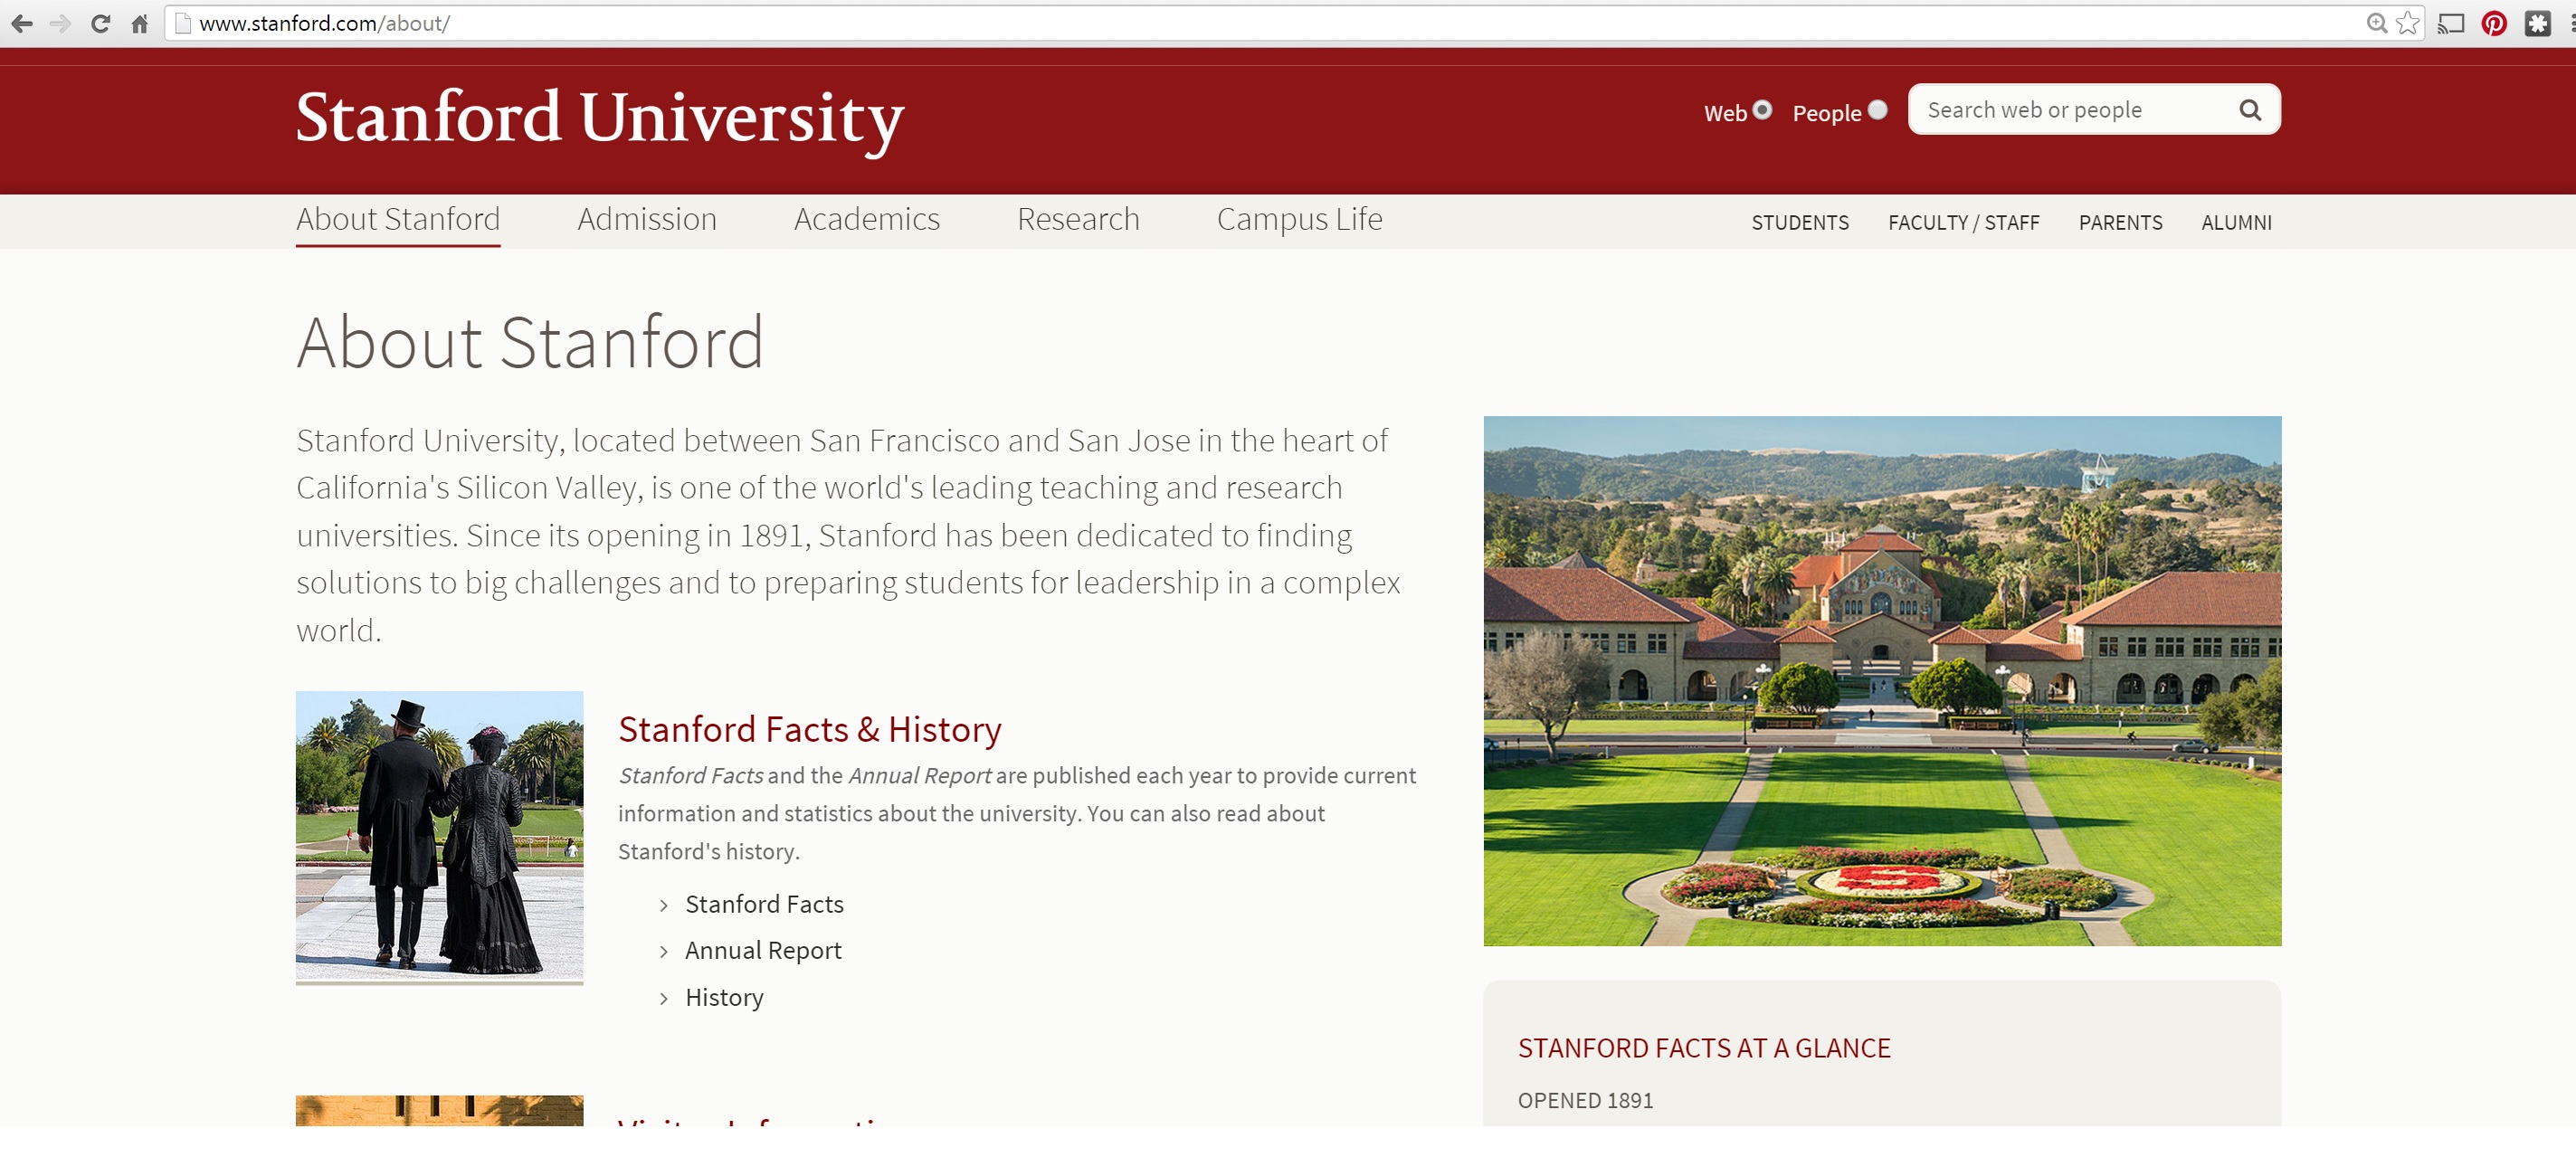 www.stanford.com/about/
Stanford University
Web People Search web or people
About Stanford Admission Academics Research Campus Life STUDENTS FACULTY / STAFF PARENTS ALUMNI
About Stanford
Stanford University, located between San Francisco and San Jose in the heart of
California's Silicon Valley, is one of the world's leading teaching and research
universities. Since its opening in 1891, Stanford has been dedicated to finding
solutions to big challenges and to preparing students for leadership in a complex
world.
Stanford Facts & History
Stanford Facts and the Annual Report are published each year to provide current
information and statistics about the university. You can also read about
Stanford's history.
Stanford Facts
Annual Report
History
S
STANFORD FACTS AT A GLANCE
OPENED 1891